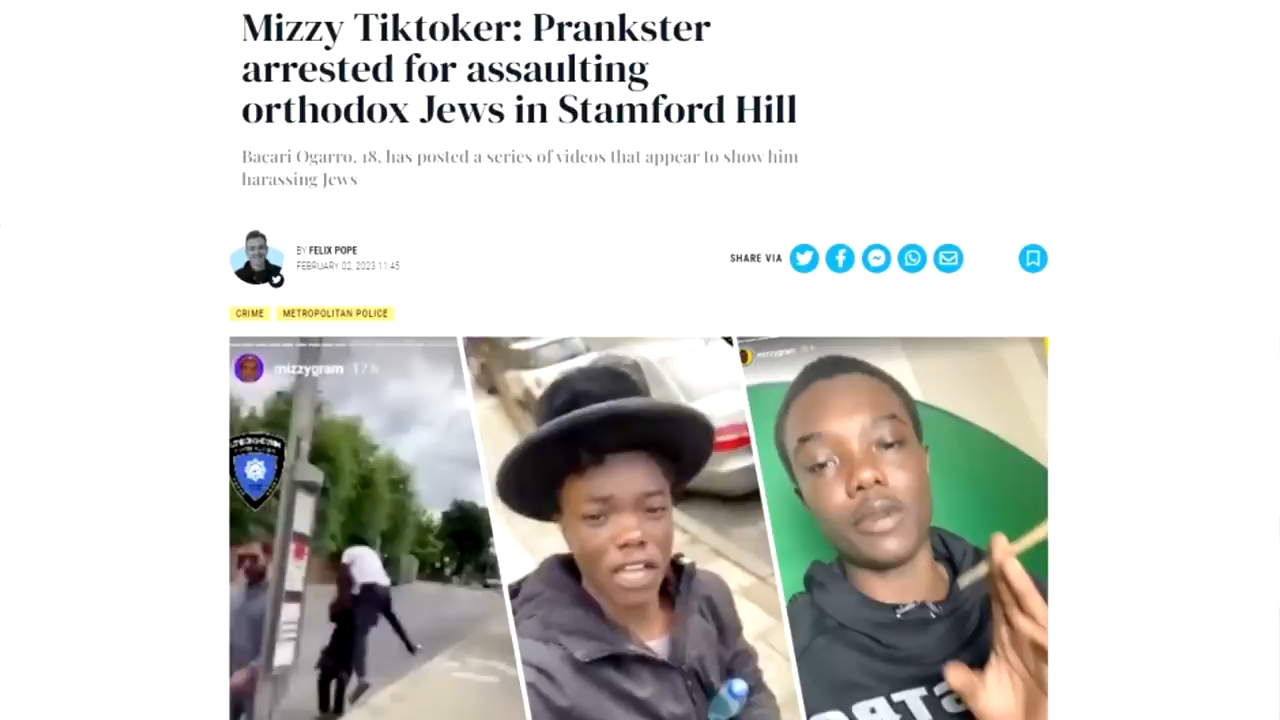 Mizzy Tiktoker: Prankster
arrested for assaulting
orthodox Jews in Stamford Hill
Bacari Ogarro, 18, has posted a series of videos that appear to show him
harassing Jews
BY FELIX POPE
FEBRUARY 02, 2023 11:45
SHARE VIA
CRIME
METROPOLITAN POLICE
mizzygram 17 h
mizzygram